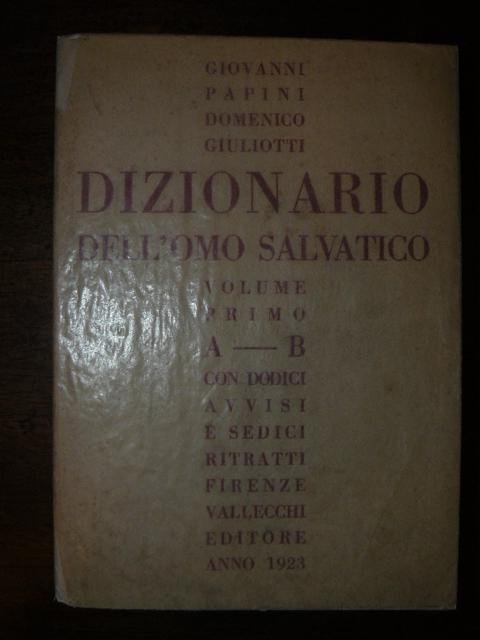 GIOVANNI
PAPINI
DOMENICO
GIULIOTTI
DIZIONARIO
DELL'OMO SALVATICO
VOLUME
PRIMO
A — B
CON DODICI
AVVISI
E SEDICI
RITRATTI
FIRENZE
VALLECCHI
EDITORE
ANNO 1923